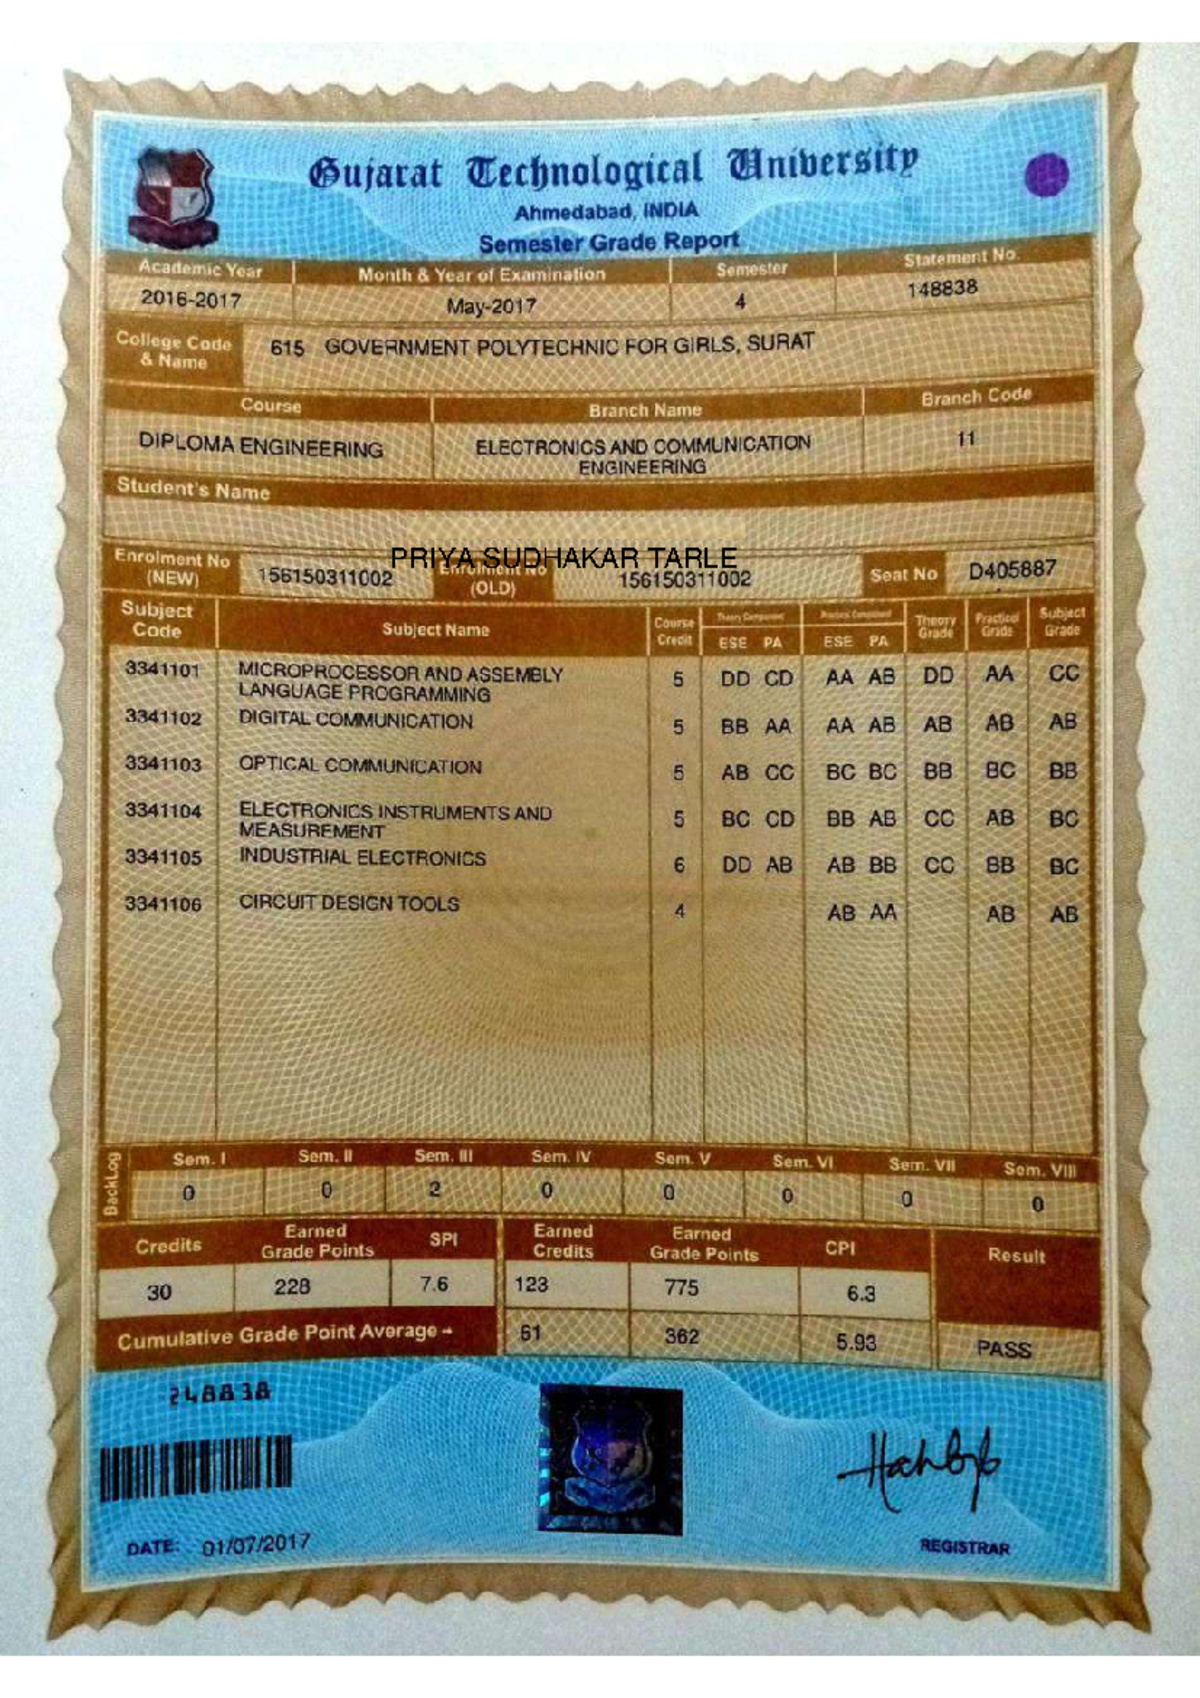 Gujarat Technological University
Ahmedabad, INDIA
Semester Grade Report
Academic Year Month & Year of Examination Semester Statement No.
2016-2017 May-2017 4 148838
College Code & Name 615 GOVERNMENT POLYTECHNIC FOR GIRLS, SURAT
Course Branch Name Branch Code
DIPLOMA ENGINEERING ELECTRONICS AND COMMUNICATION ENGINEERING 11
Student's Name
PRIYA SUDHAKAR TARLE
Enrolment No (NEW) 156150311002 Enrolment No (OLD) 156150311002 Seat No D405887
Subject Code Subject Name Course Credit Theory Component Practical Component Theory Grade Practical Grade Subject Grade
ESE PA ESE PA
3341101 MICROPROCESSOR AND ASSEMBLY LANGUAGE PROGRAMMING 5 DD CD AA AB DD AA CC
3341102 DIGITAL COMMUNICATION 5 BB AA AA AB AB AB AB
3341103 OPTICAL COMMUNICATION 5 AB CC BC BC BB BC BB
3341104 ELECTRONICS INSTRUMENTS AND MEASUREMENT 5 BC CD BB AB CC AB BC
3341105 INDUSTRIAL ELECTRONICS 6 DD AB AB BB CC BB BC
3341106 CIRCUIT DESIGN TOOLS 4 AB AA AB AB
BackLog Sem. I Sem. II Sem. III Sem. IV Sem. V Sem. VI Sem. VII Sem. VIII
0 0 2 0 0 0 0 0
Credits Earned Grade Points SPI Earned Credits Earned Grade Points CPI Result
30 228 7.6 123 775 6.3
Cumulative Grade Point Average 61 362 5.93 PASS
248838
DATE: 01/07/2017 REGISTRAR